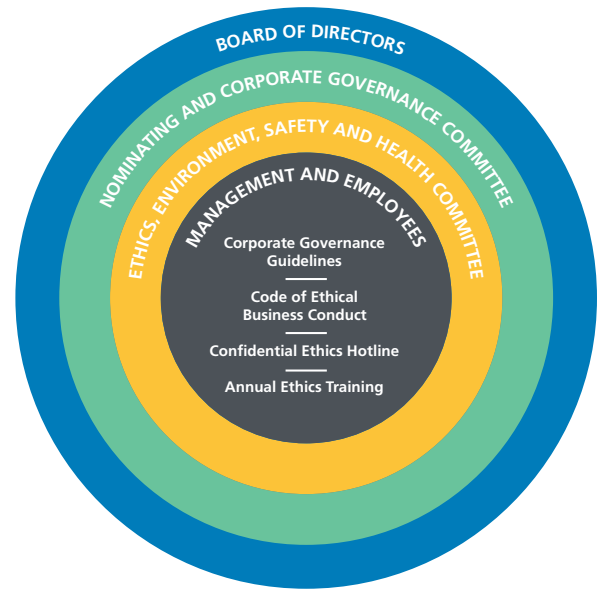 BOARD OF DIRECTORS
NOMINATING AND CORPORATE GOVERNANCE COMMITTEE
ETHICS, ENVIRONMENT, SAFETY AND HEALTH COMMITTEE
MANAGEMENT AND EMPLOYEES
Corporate Governance
Guidelines
Code of Ethical
Business Conduct
Confidential Ethics Hotline
Annual Ethics Training